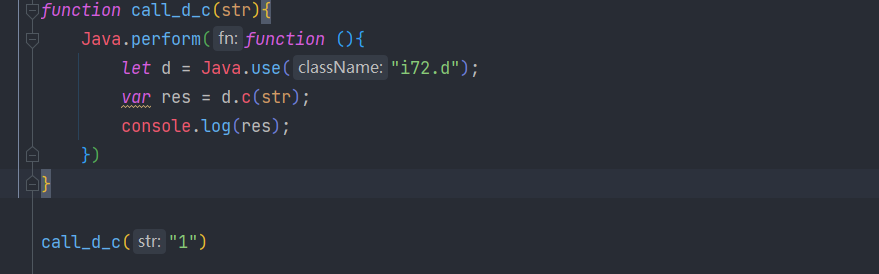 function call_d_c(str){
    Java.perform( fn: function (){
        let d = Java.use( className: "i72.d");
        var res = d.c(str);
        console.log(res);
    })
}
call_d_c( str: "1")